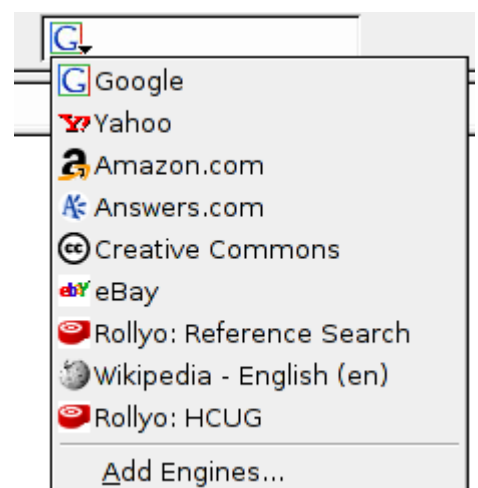 G
Google
Yahoo
Amazon.com
Answers.com
Creative Commons
eBay
Rollyo: Reference Search
Wikipedia - English (en)
Rollyo: HCUG
Add Engines...